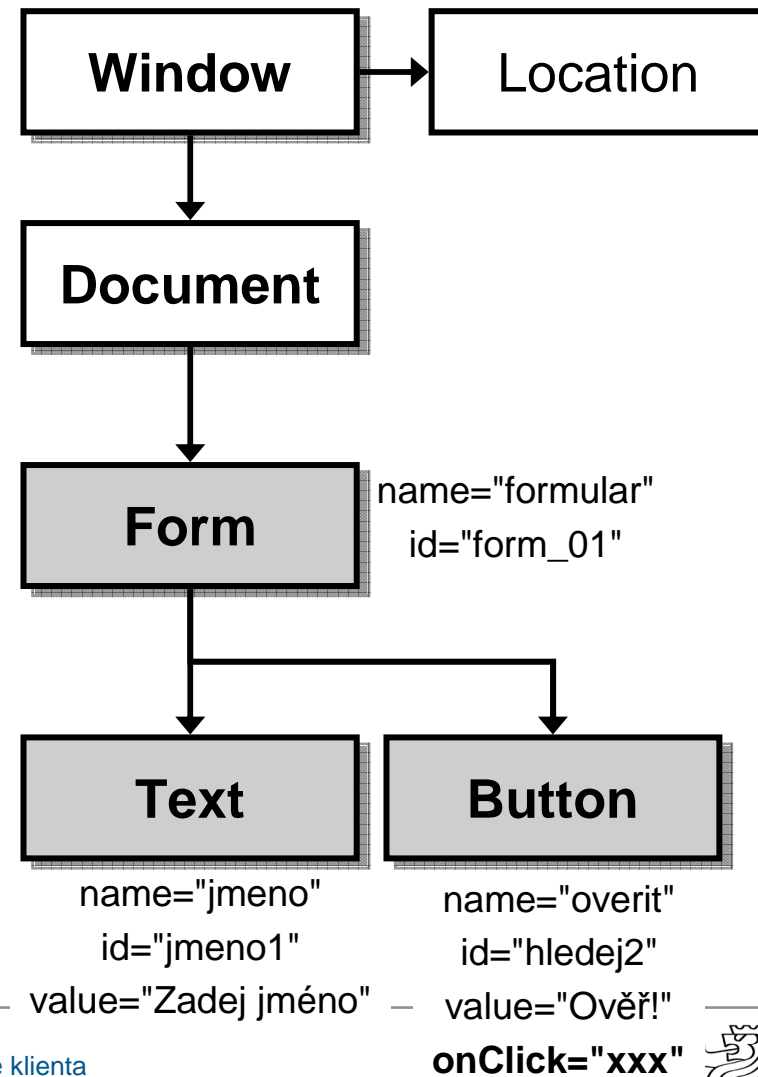 Window
Location
Document
Form
name="formular"
id="form_01"
Text
Button
name="jmeno"
id="jmeno1"
value="Zadej jméno"
name="overit"
id="hledej2"
value="Ověř!"
onClick="xxx"
klienta